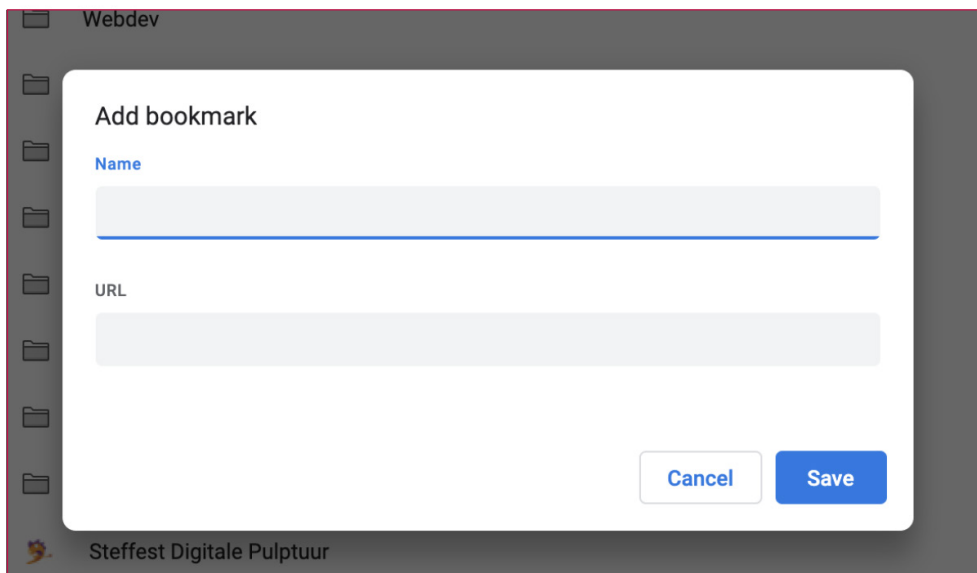 Webdev
Add bookmark
Name
URL
Cancel
Save
Steffest Digitale Pulptuur